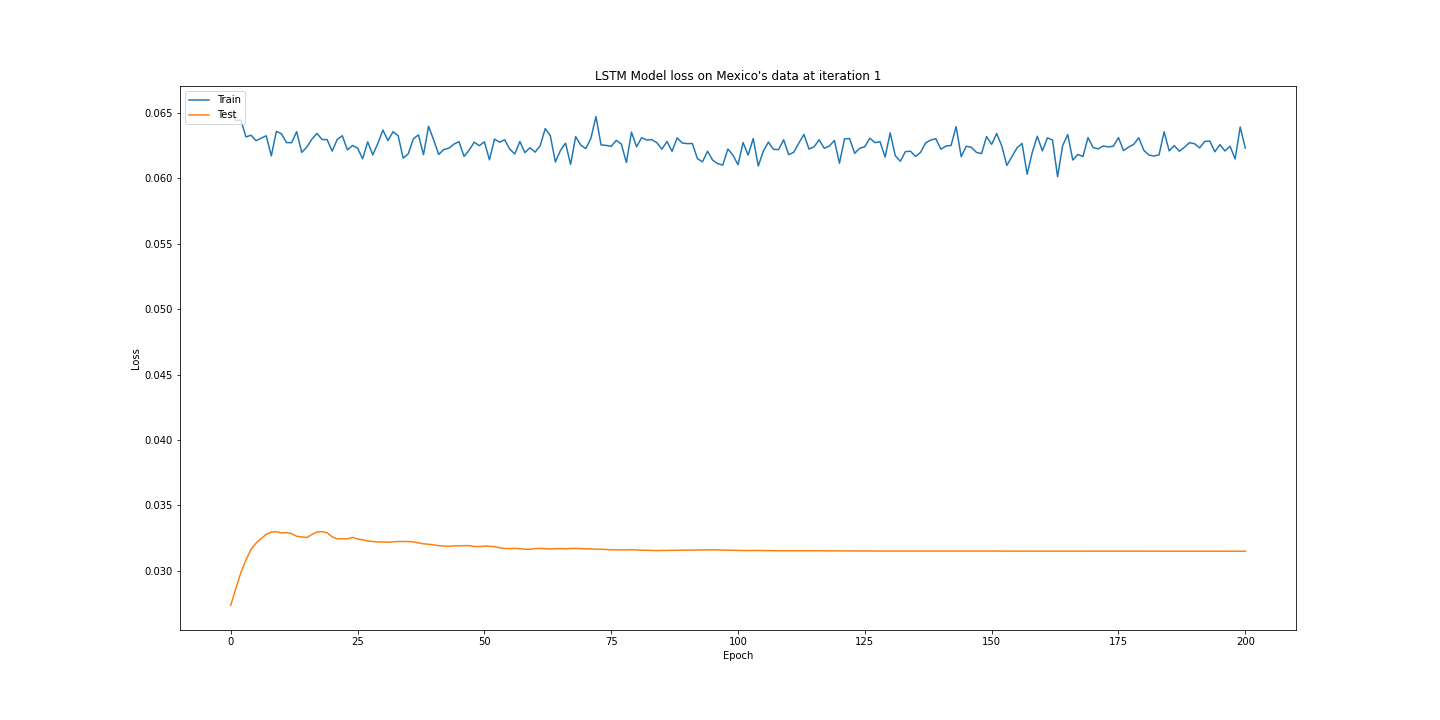 LSTM Model loss on Mexico's data at iteration 1
Train
Test
0.065
0.060
0.055
0.050
0.045
0.040
0.035
0.030
Loss
0 25 50 75 100 125 150 175 200
Epoch